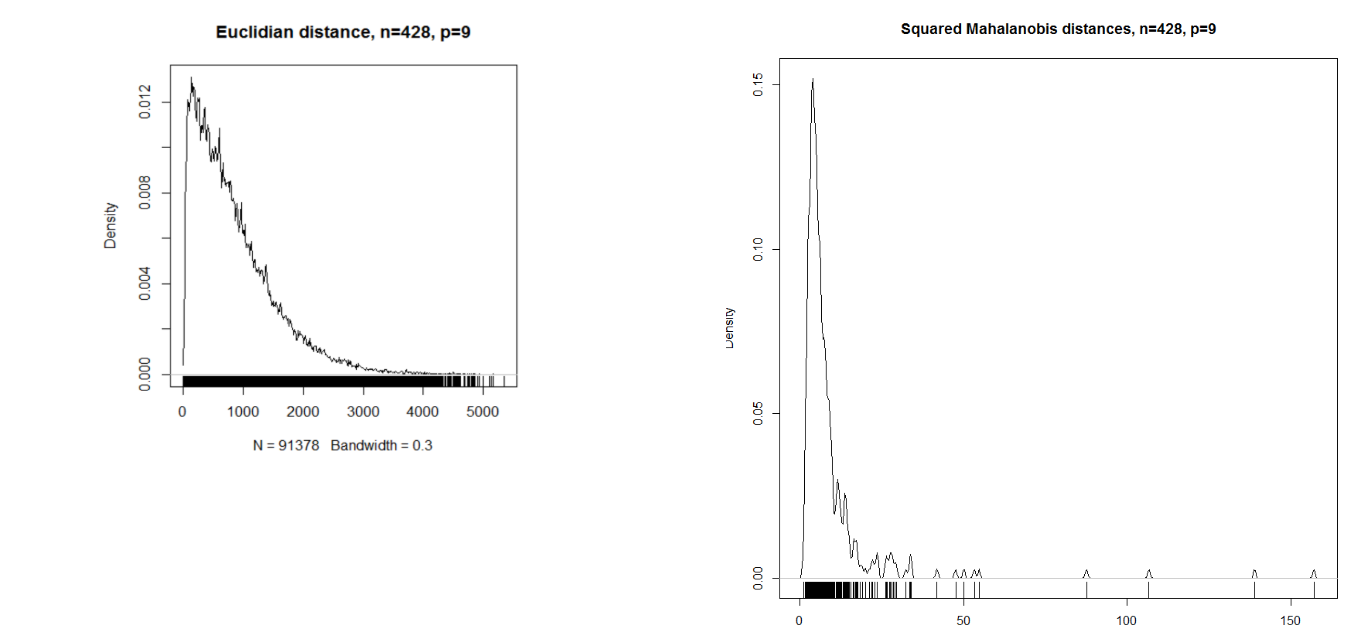 Euclidian distance, n=428, p=9
Density
0.000
0.004
0.008
0.012
0 1000 2000 3000 4000 5000
N = 91378 Bandwidth = 0.3
Squared Mahalanobis distances, n=428, p=9
Density
0.00
0.05
0.10
0.15
0 50 100 150